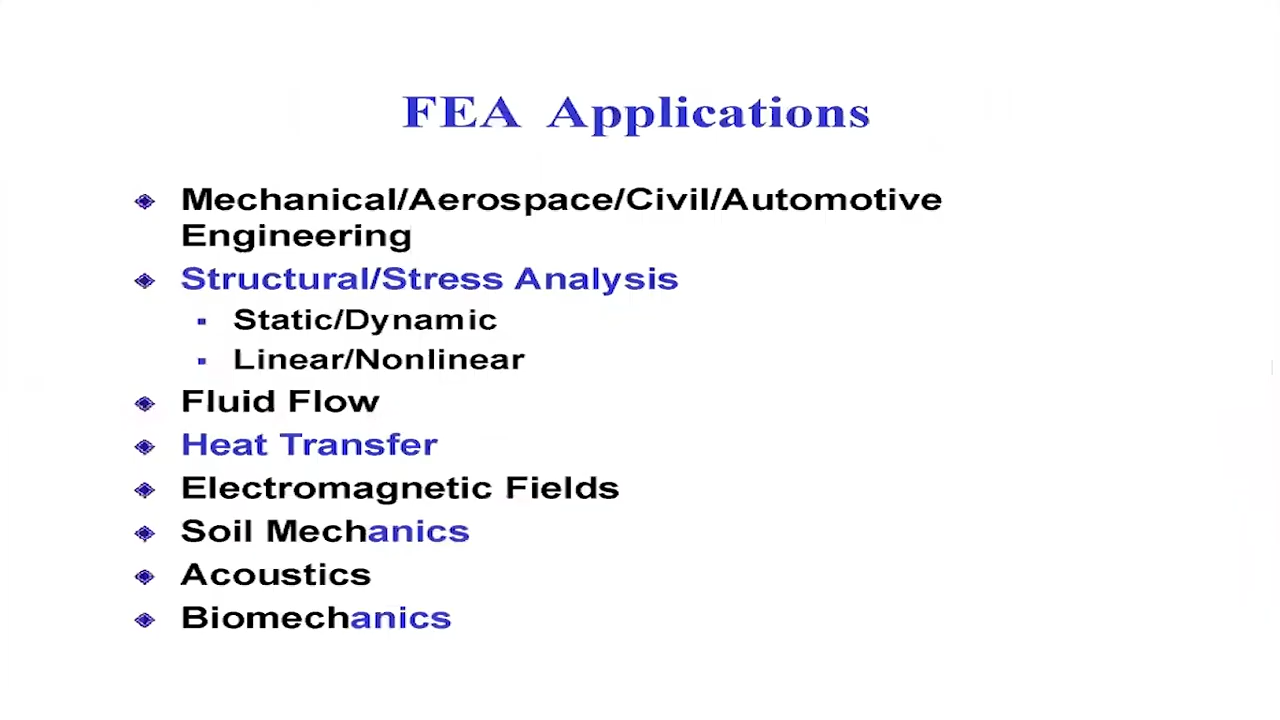 FEA Applications
Mechanical/Aerospace/Civil/Automotive
Engineering
Structural/Stress Analysis
Static/Dynamic
Linear/Nonlinear
Fluid Flow
Heat Transfer
Electromagnetic Fields
Soil Mechanics
Acoustics
Biomechanics